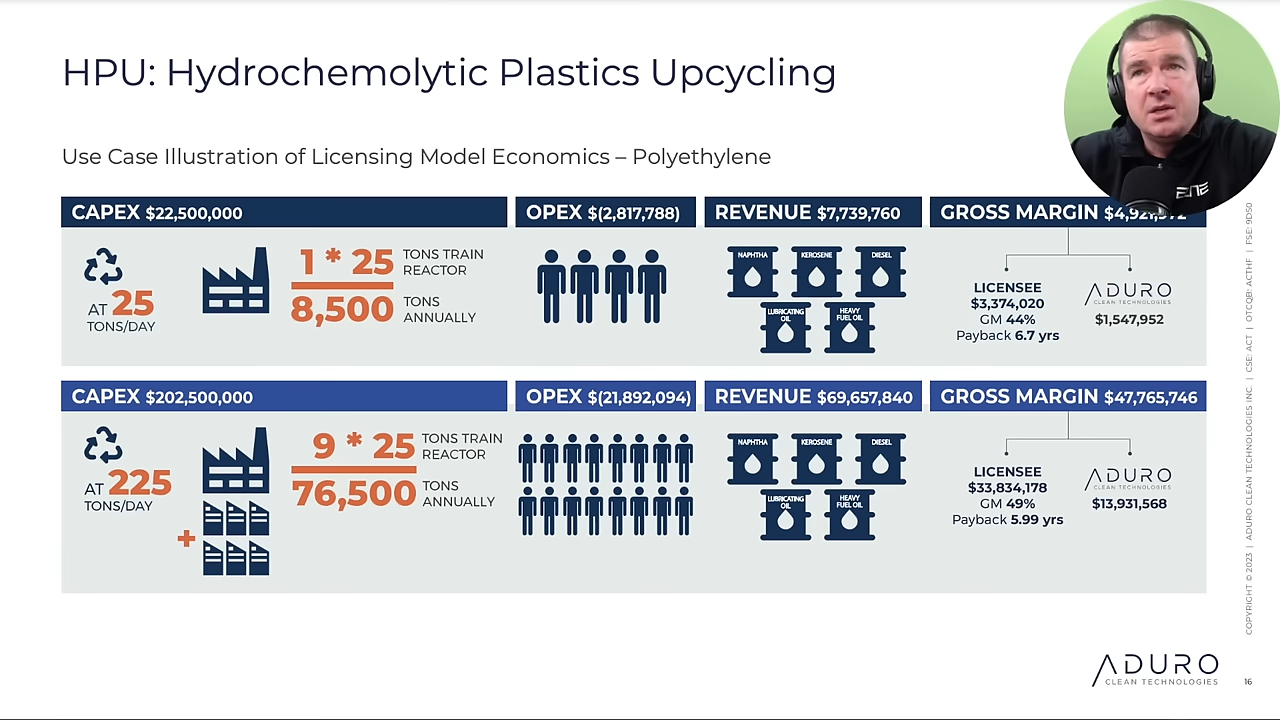 HPU: Hydrochemolytic Plastics Upcycling
Use Case Illustration of Licensing Model Economics – Polyethylene
CAPEX $22,500,000
OPEX $(2,817,788)
REVENUE $7,739,760
GROSS MARGIN
AT 25
TONS/DAY
1 * 25
TONS TRAIN
REACTOR
8,500
TONS
ANNUALLY
NAPHTHA
KEROSENE
DIESEL
LUBRICATING
OIL
HEAVY
FUEL OIL
LICENSEE
$3,374,020
GM 44%
Payback 6.7 yrs
ADURO
CLEAN TECHNOLOGIES
$1,547,952
CAPEX $202,500,000
OPEX $(21,892,094)
REVENUE $69,657,840
GROSS MARGIN $47,765,746
AT 225
TONS/DAY
+
9 * 25
TONS TRAIN
REACTOR
76,500
TONS
ANNUALLY
NAPHTHA
KEROSENE
DIESEL
LUBRICATING
OIL
HEAVY
FUEL OIL
LICENSEE
$33,834,178
GM 49%
Payback 5.99 yrs
ADURO
CLEAN TECHNOLOGIES
$13,931,568
COPYRIGHT © 2023 | ADURO CLEAN TECHNOLOGIES INC. | CSE: ACT | OTCQB: ACTHF | FSE: 9D50
ADURO
CLEAN TECHNOLOGIES
16